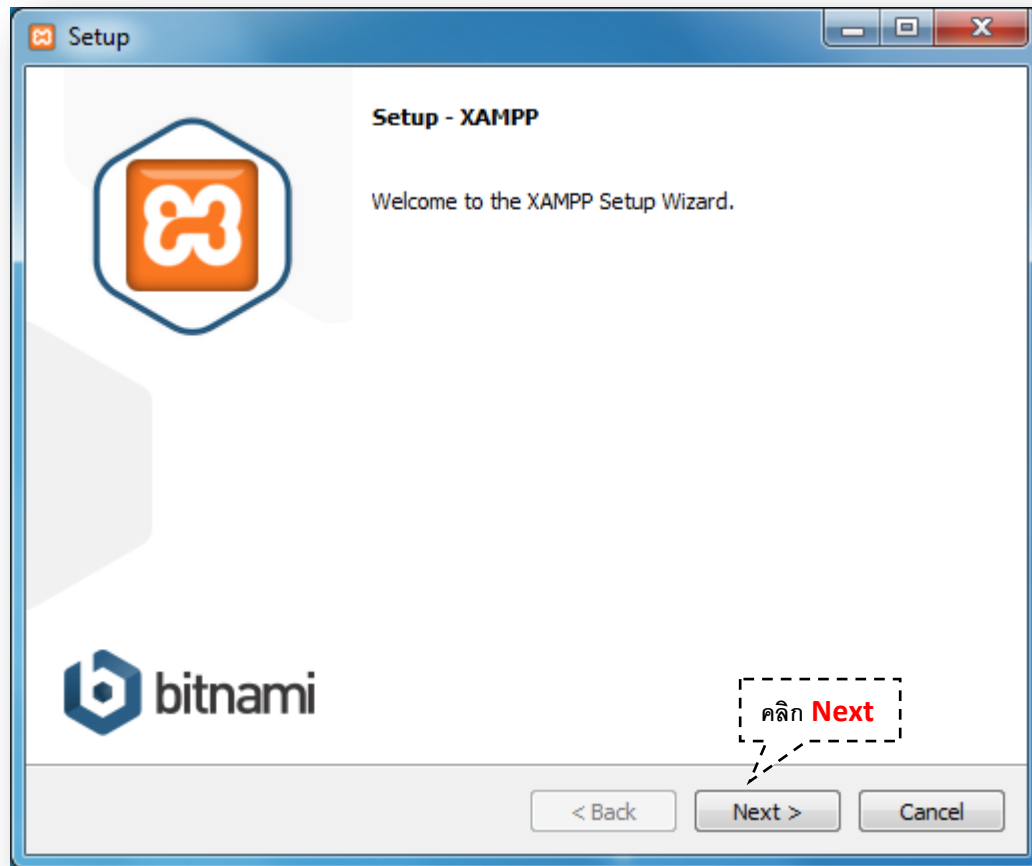 Setup
Setup - XAMPP
Welcome to the XAMPP Setup Wizard.
bitnami
คลิก Next
< Back
Next >
Cancel